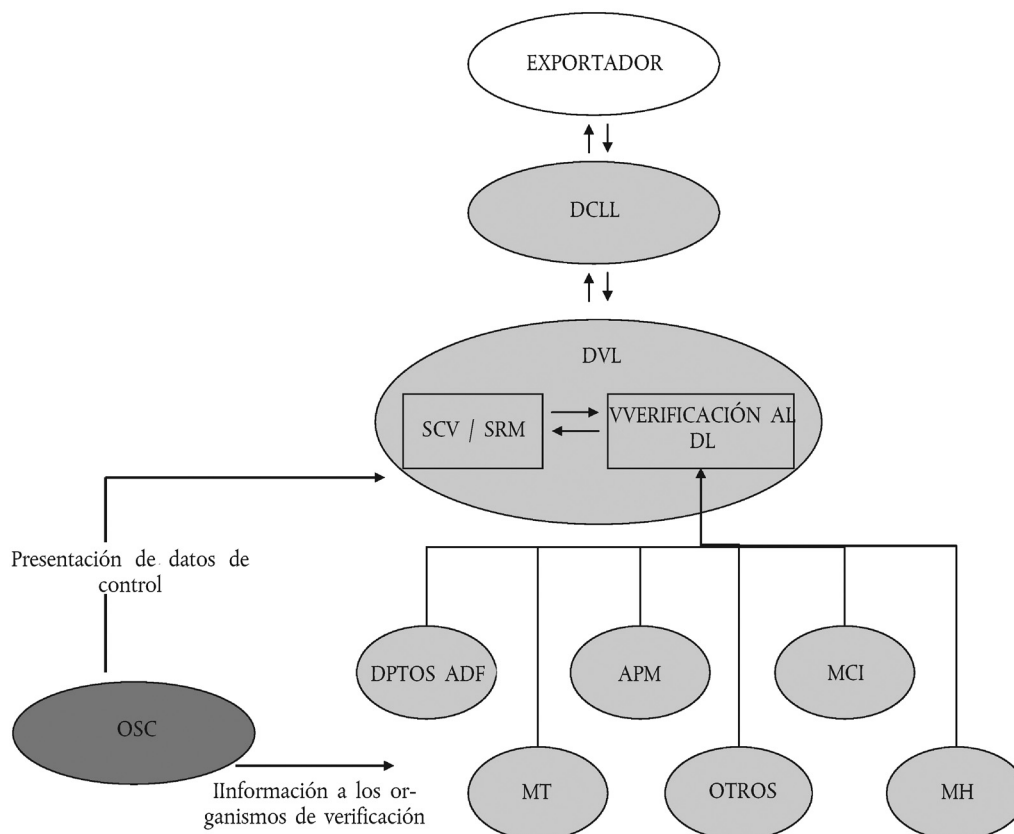 EXPORTADOR
DCLL
DVL
SCV / SRM
VVERIFICACIÓN AL
DL
Presentación de datos de
control
DPTOS ADF
APM
MCI
OSC
MT
OTROS
MH
IInformación a los or-
ganismos de verificación